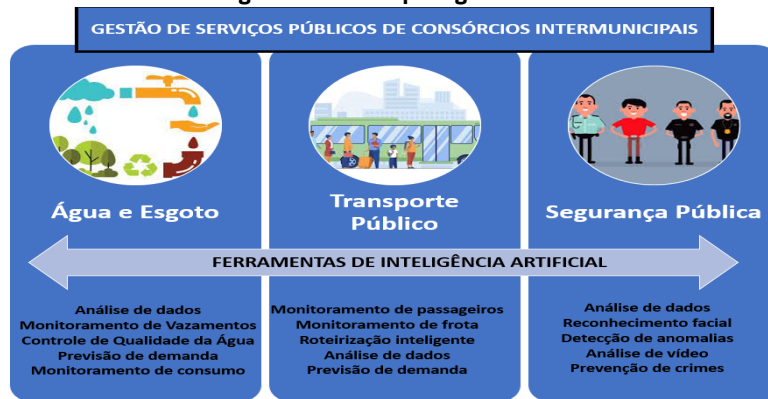 GESTÃO DE SERVIÇOS PÚBLICOS DE CONSÓRCIOS INTERMUNICIPAIS
Água e Esgoto
Transporte
Público
Segurança Pública
FERRAMENTAS DE INTELIGÊNCIA ARTIFICIAL
Análise de dados
Monitoramento de Vazamentos
Controle de Qualidade da Água
Previsão de demanda
Monitoramento de consumo
Monitoramento de passageiros
Monitoramento de frota
Roteirização inteligente
Análise de dados
Previsão de demanda
Análise de dados
Reconhecimento facial
Detecção de anomalias
Análise de vídeo
Prevenção de crimes